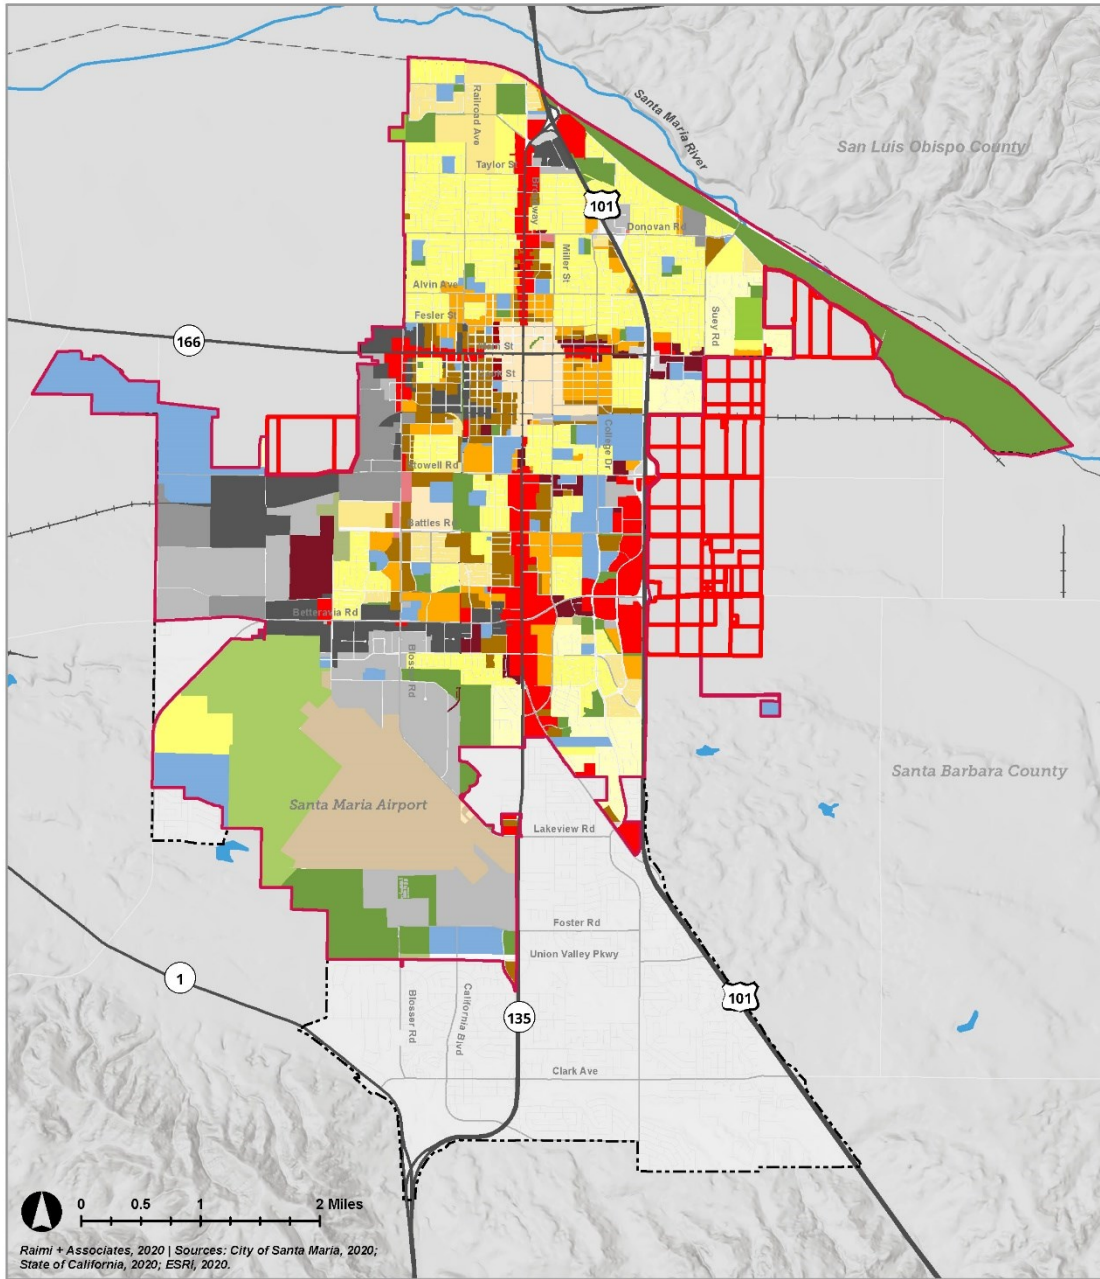 Santa Maria River
San Luis Obispo County
Railroad Ave
Taylor St
Broadway
101
Donovan Rd
Miller St
Alvin Ave
Fesler St
Suey Rd
166
St
St
College Dr
Stowell Rd
Battles Rd
Betteravia Rd
Santa Barbara County
Santa Maria Airport
Lakeview Rd
Foster Rd
Union Valley Pkwy
1
101
Blosser Rd
California Blvd
135
Clark Ave
0 0.5 1 2 Miles
Raimi + Associates, 2020 | Sources: City of Santa Maria, 2020;
State of California, 2020; ESRI, 2020.